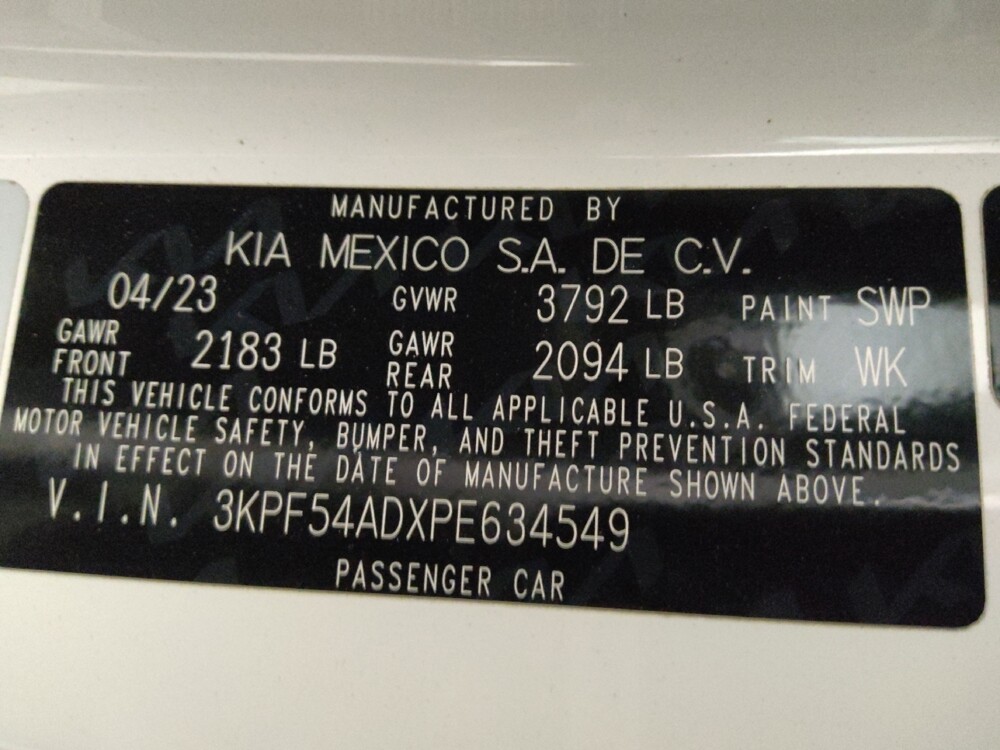 MANUFACTURED BY
KIA MEXICO S.A. DE C.V.
04/23 GVWR 3792 LB PAINT SWP
GAWR FRONT 2183 LB GAWR REAR 2094 LB TRIM WK
THIS VEHICLE CONFORMS TO ALL APPLICABLE U.S.A. FEDERAL
MOTOR VEHICLE SAFETY, BUMPER, AND THEFT PREVENTION STANDARDS
IN EFFECT ON THE DATE OF MANUFACTURE SHOWN ABOVE.
V.I.N. 3KPF54ADXPE634549
PASSENGER CAR